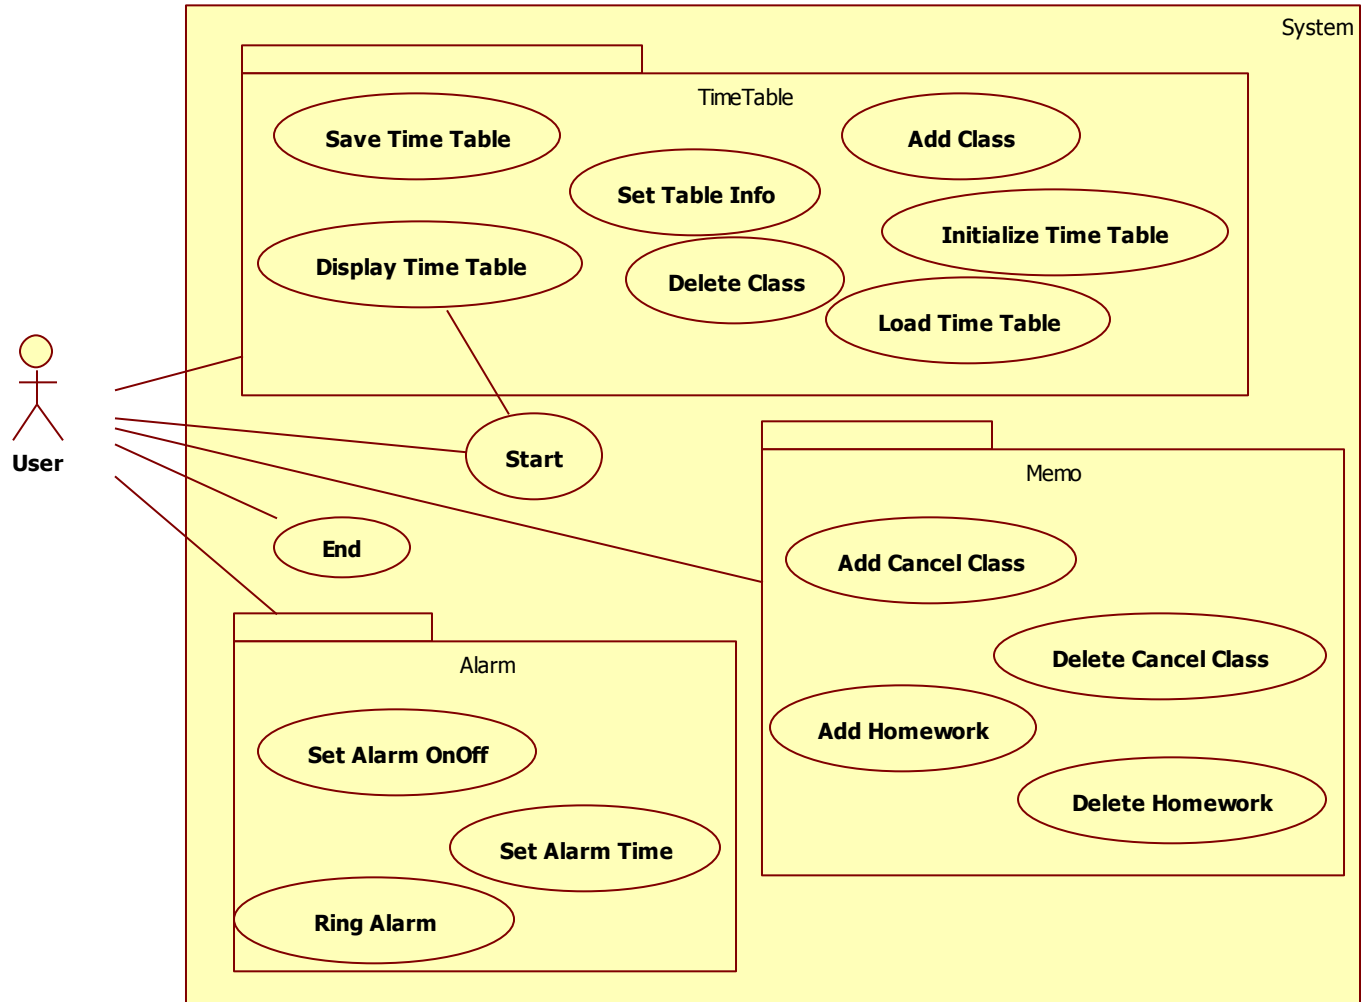 System
TimeTable
Save Time Table
Add Class
Set Table Info
Initialize Time Table
Display Time Table
Delete Class
Load Time Table
User
Start
End
Memo
Add Cancel Class
Delete Cancel Class
Add Homework
Delete Homework
Alarm
Set Alarm OnOff
Set Alarm Time
Ring Alarm